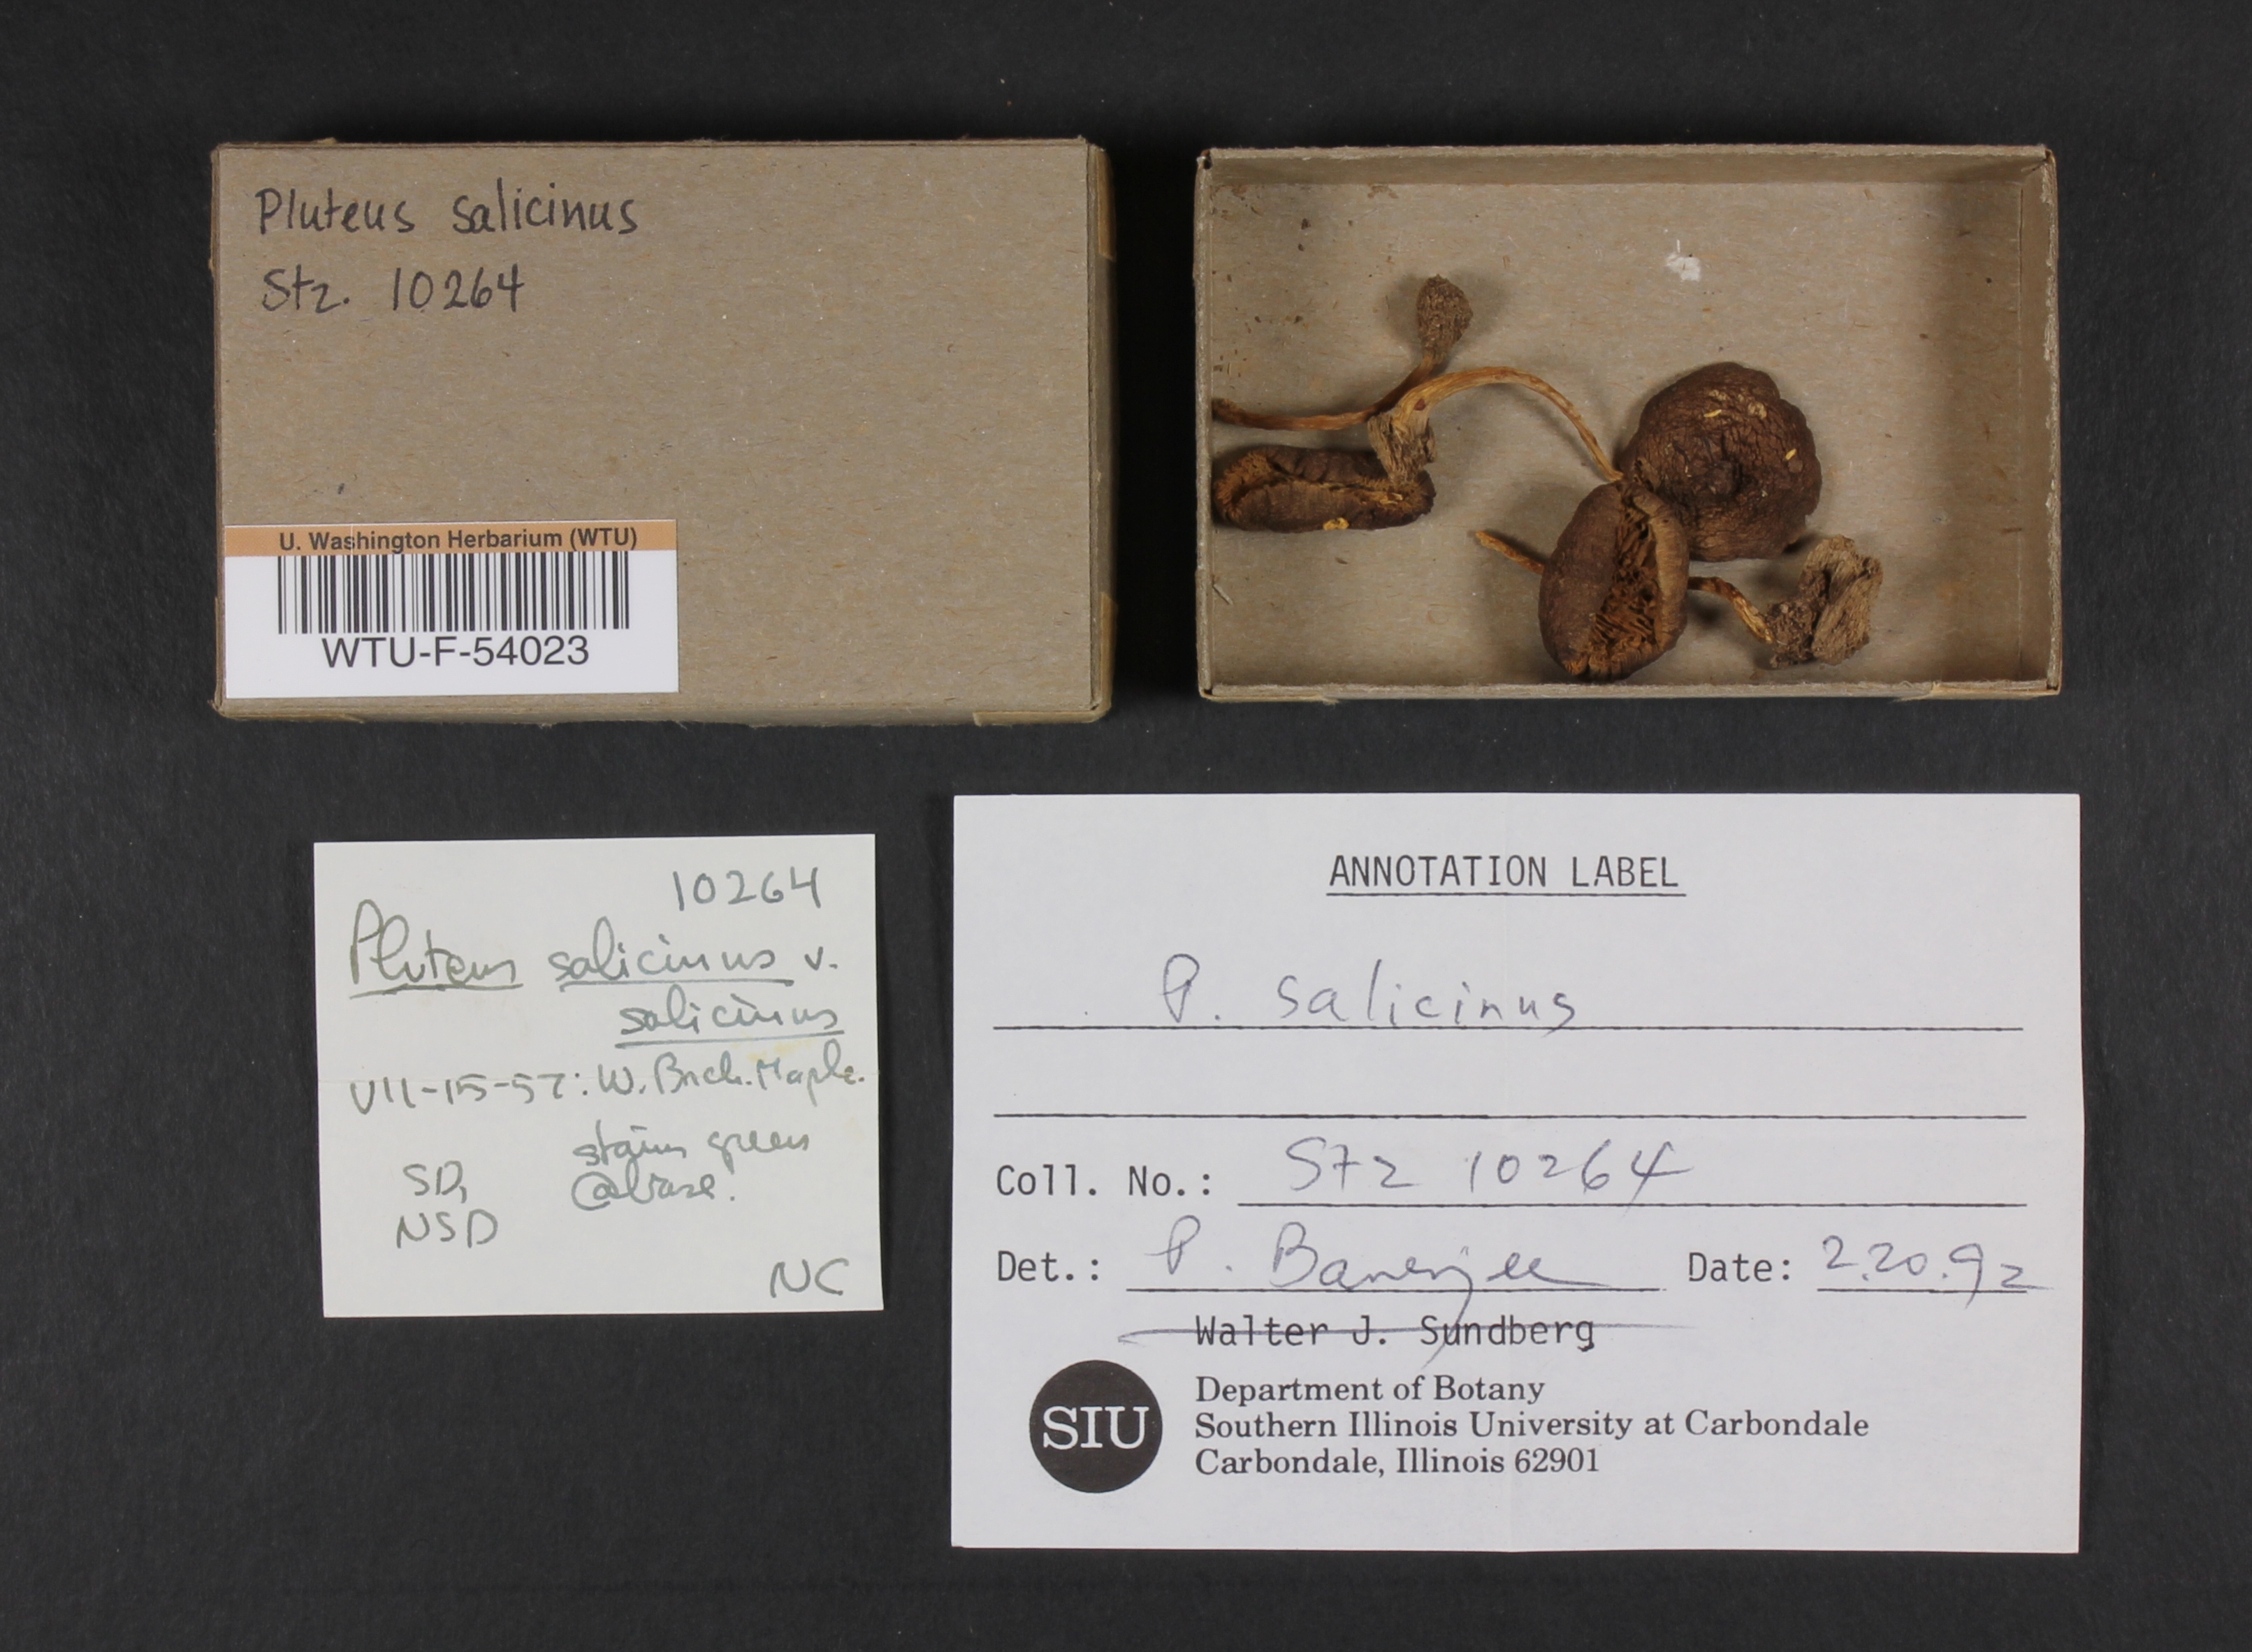 Pluteus salicinus
Stz. 10264
U. Washington Herbarium (WTU)
WTU-F-54023
10264
Pluteus salicinus v.
salicinus
VII-15-57: W. Brch. Maple.
stains green
@ base.
SD,
NSD
NC
ANNOTATION LABEL
P. salicinus
Coll. No.: Stz 10264
Det.: P. Banerjee Date: 2.20.92
Walter J. Sundberg
SIU
Department of Botany
Southern Illinois University at Carbondale
Carbondale, Illinois 62901